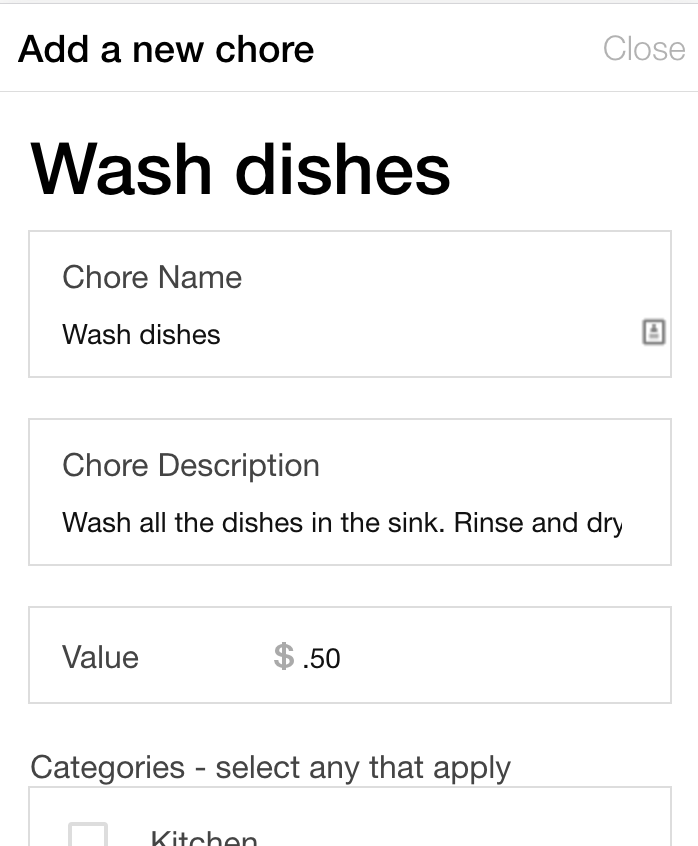 Add a new chore
Close
Wash dishes
Chore Name
Wash dishes
Chore Description
Wash all the dishes in the sink. Rinse and dry
Value $ .50
Categories - select any that apply
Kitchen